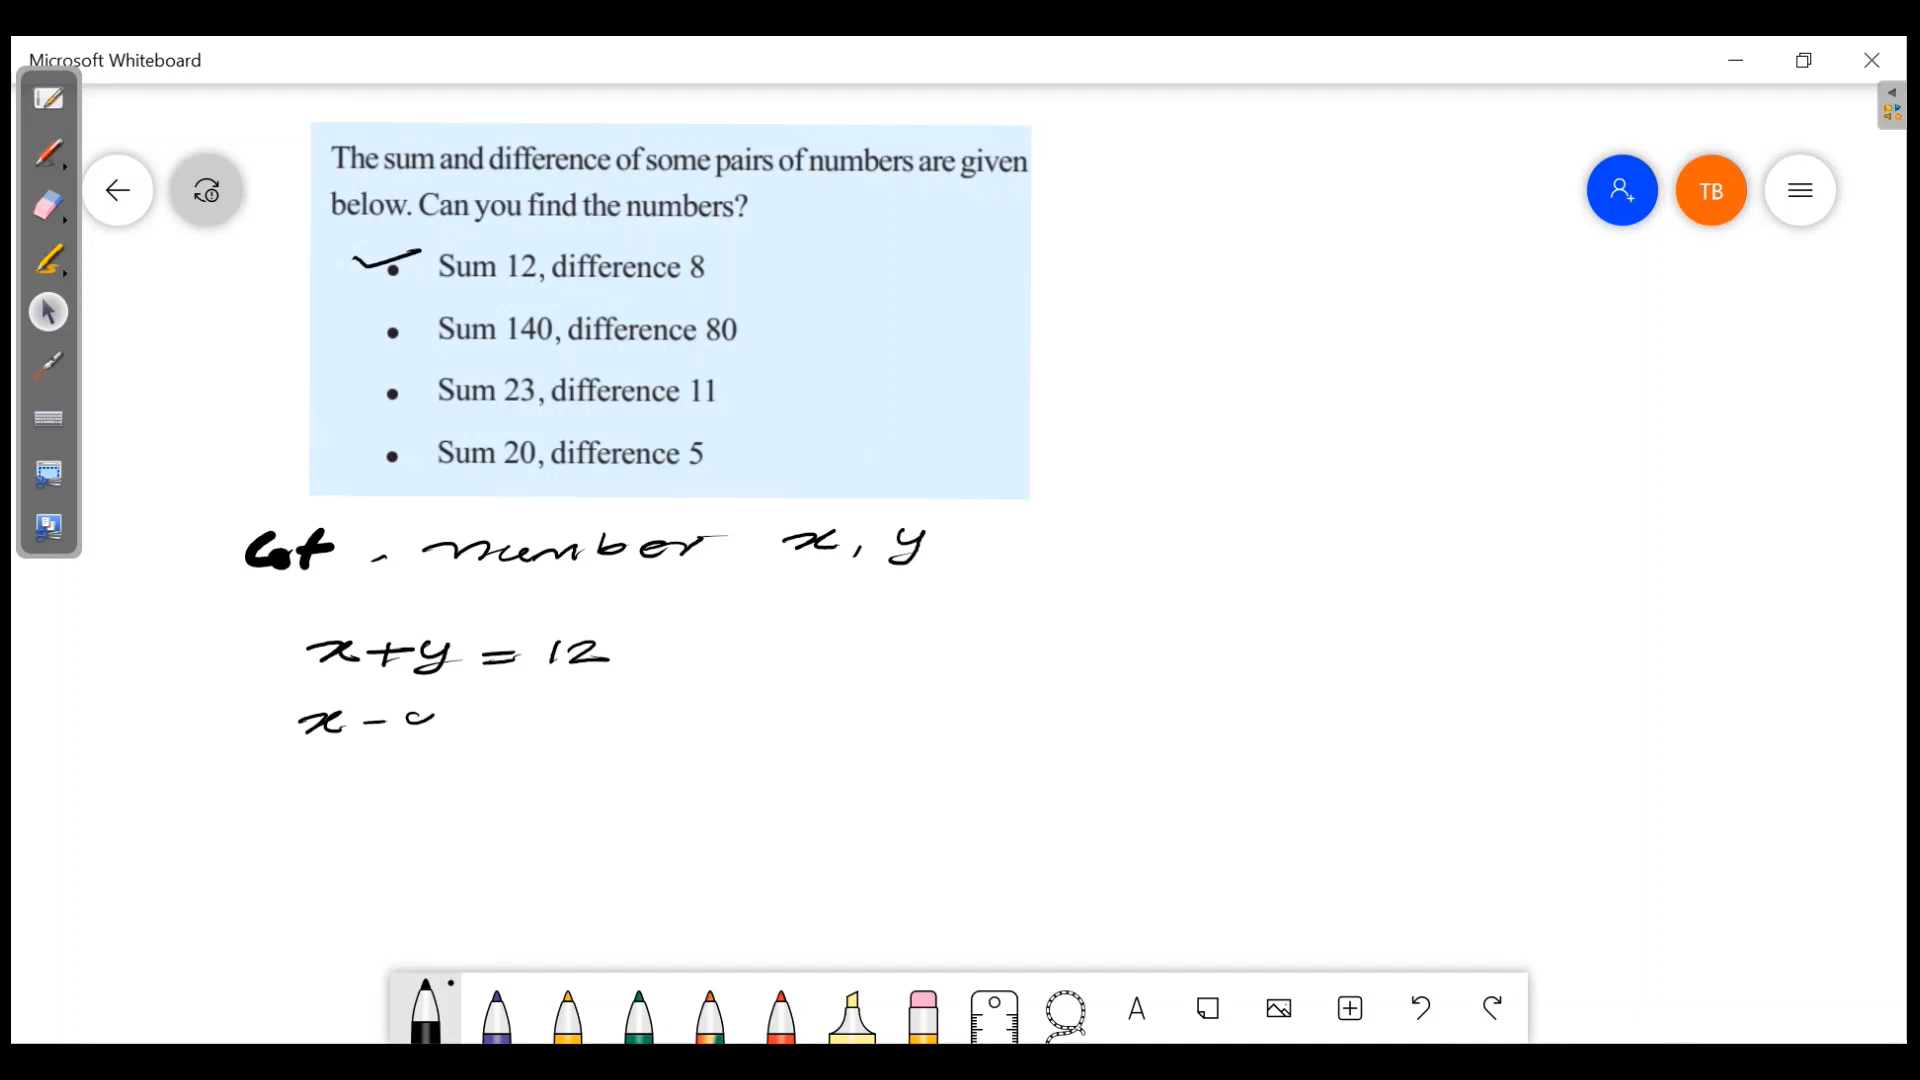 Microsoft Whiteboard
The sum and difference of some pairs of numbers are given
below. Can you find the numbers?
• Sum 12, difference 8
• Sum 140, difference 80
• Sum 23, difference 11
• Sum 20, difference 5
TB
number x, y
x+y = 12
x -
A